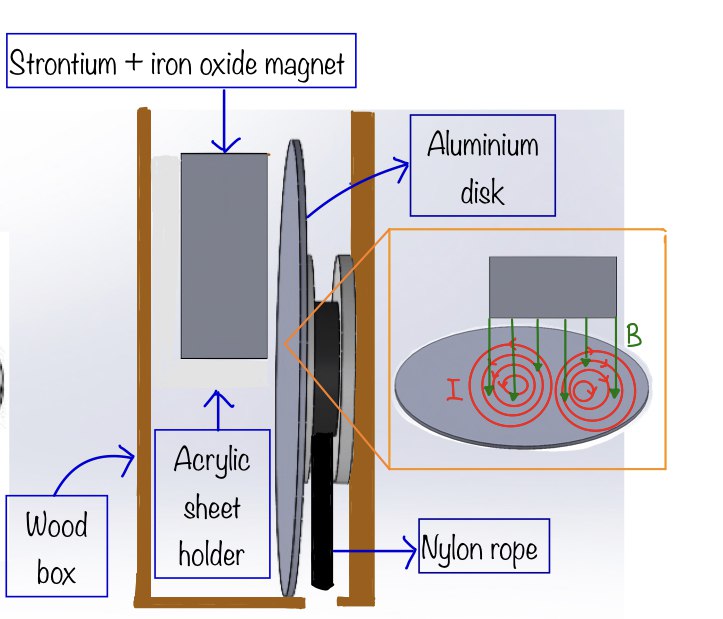 Strontium + iron oxide magnet
Aluminium
disk
B
I
Acrylic
sheet
holder
Wood
box
Nylon rope